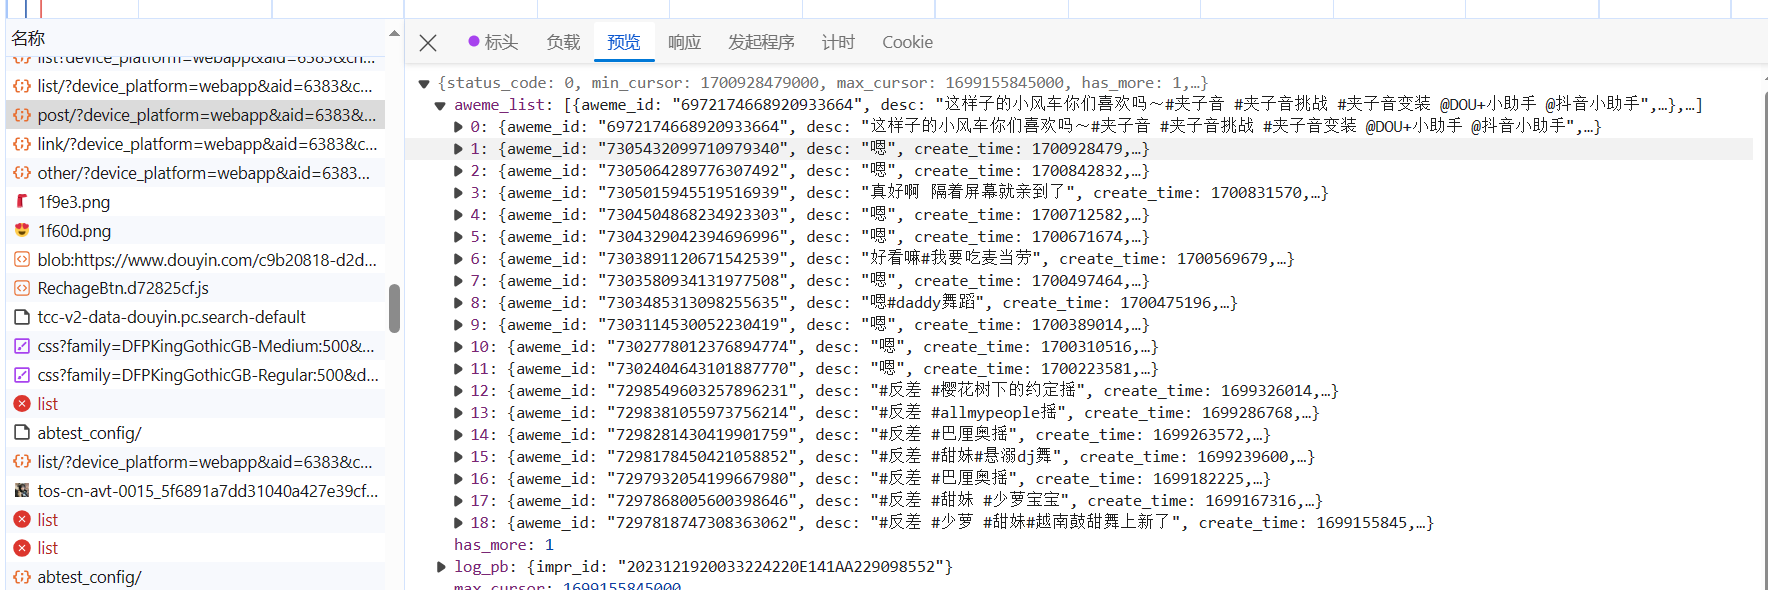 名称
list?device_platform=webapp&aid=6383&ch...
list/?device_platform=webapp&aid=6383&c...
post/?device_platform=webapp&aid=6383&...
link/?device_platform=webapp&aid=6383&c...
other/?device_platform=webapp&aid=6383...
1f9e3.png
1f60d.png
blob:https://www.douyin.com/c9b20818-d2d...
RechageBtn.d72825cf.js
tcc-v2-data-douyin.pc.search-default
css?family=DFPKingGothicGB-Medium:500&...
css?family=DFPKingGothicGB-Regular:500&d...
list
abtest_config/
list/?device_platform=webapp&aid=6383&c...
tos-cn-avt-0015_5f6891a7dd31040a427e39cf...
list
list
abtest_config/
标头 负载 预览 响应 发起程序 计时 Cookie
{status_code: 0, min_cursor: 1700928479000, max_cursor: 1699155845000, has_more: 1,…}
aweme_list: [{aweme_id: "6972174668920933664", desc: "这样子的小风车你们喜欢吗～#夹子音 #夹子音挑战 #夹子音变装 @DOU+小助手 @抖音小助手",…},…]
0: {aweme_id: "6972174668920933664", desc: "这样子的小风车你们喜欢吗～#夹子音 #夹子音挑战 #夹子音变装 @DOU+小助手 @抖音小助手",…}
1: {aweme_id: "7305432099710979340", desc: "嗯", create_time: 1700928479,…}
2: {aweme_id: "7305064289776307492", desc: "嗯", create_time: 1700842832,…}
3: {aweme_id: "7305015945519516939", desc: "真好啊 隔着屏幕就亲到了", create_time: 1700831570,…}
4: {aweme_id: "7304504868234923303", desc: "嗯", create_time: 1700712582,…}
5: {aweme_id: "7304329042394696996", desc: "嗯", create_time: 1700671674,…}
6: {aweme_id: "7303891120671542539", desc: "好看嘛#我要吃麦当劳", create_time: 1700569679,…}
7: {aweme_id: "7303580934131977508", desc: "嗯", create_time: 1700497464,…}
8: {aweme_id: "7303485313098255635", desc: "嗯#daddy舞蹈", create_time: 1700475196,…}
9: {aweme_id: "7303114530052230419", desc: "嗯", create_time: 1700389014,…}
10: {aweme_id: "7302778012376894774", desc: "嗯", create_time: 1700310516,…}
11: {aweme_id: "7302404643101887770", desc: "嗯", create_time: 1700223581,…}
12: {aweme_id: "7298549603257896231", desc: "#反差 #樱花树下的约定摇", create_time: 1699326014,…}
13: {aweme_id: "7298381055973756214", desc: "#反差 #allmypeople摇", create_time: 1699286768,…}
14: {aweme_id: "7298281430419901759", desc: "#反差 #巴厘奥摇", create_time: 1699263572,…}
15: {aweme_id: "7298178450421058852", desc: "#反差 #甜妹#悬溺dj舞", create_time: 1699239600,…}
16: {aweme_id: "7297932054199667980", desc: "#反差 #巴厘奥摇", create_time: 1699182225,…}
17: {aweme_id: "7297868005600398646", desc: "#反差 #甜妹 #少萝宝宝", create_time: 1699167316,…}
18: {aweme_id: "7297818747308363062", desc: "#反差 #少萝 #甜妹#越南鼓甜舞上新了", create_time: 1699155845,…}
has_more: 1
log_pb: {impr_id: "2023121920033224220E141AA229098552"}
max_cursor: 1699155845000